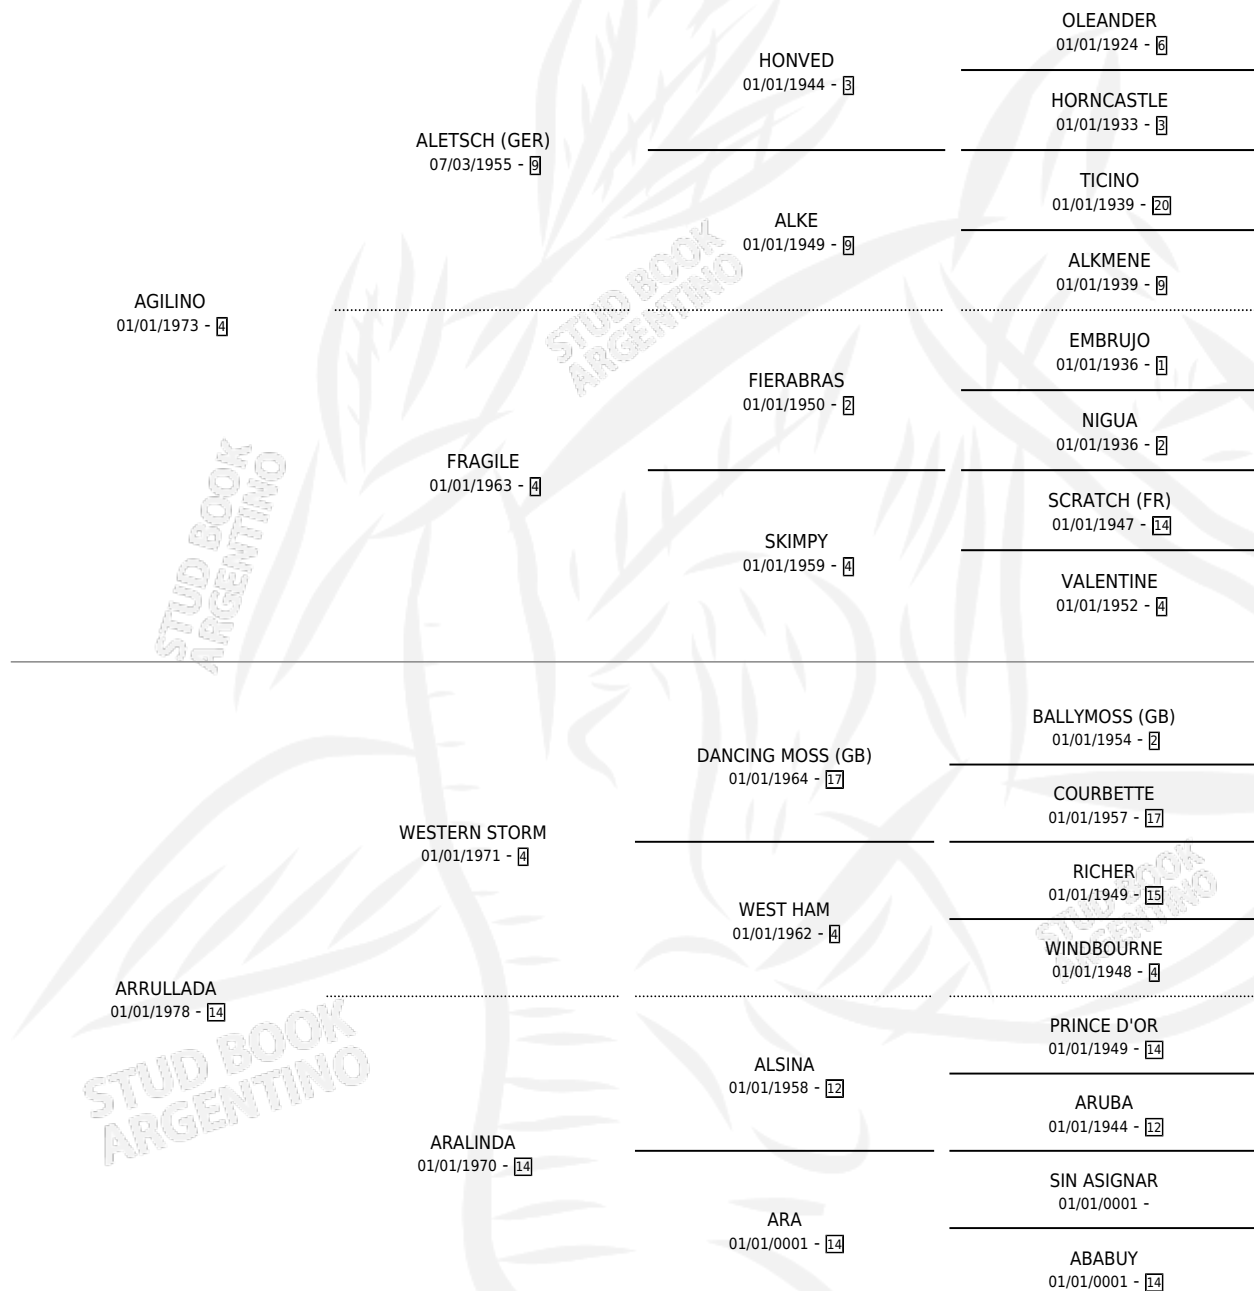 OLEANDER
01/01/1924 - 6
HONVED
01/01/1944 - 3
HORNCASTLE
01/01/1933 - 3
ALETSCH (GER)
07/03/1955 - 9
TICINO
01/01/1939 - 20
ALKE
01/01/1949 - 9
ALKMENE
01/01/1939 - 9
AGILINO
01/01/1973 - 4
EMBRUJO
01/01/1936 - 1
FIERABRAS
01/01/1950 - 2
NIGUA
01/01/1936 - 2
FRAGILE
01/01/1963 - 4
SCRATCH (FR)
01/01/1947 - 14
SKIMPY
01/01/1959 - 4
VALENTINE
01/01/1952 - 4
BALLYMOSS (GB)
01/01/1954 - 2
DANCING MOSS (GB)
01/01/1964 - 17
COURBETTE
01/01/1957 - 17
WESTERN STORM
01/01/1971 - 4
RICHER
01/01/1949 - 15
WEST HAM
01/01/1962 - 4
WINDBOURNE
01/01/1948 - 4
ARRULLADA
01/01/1978 - 14
PRINCE D'OR
01/01/1949 - 14
ALSINA
01/01/1958 - 12
ARUBA
01/01/1944 - 12
ARALINDA
01/01/1970 - 14
SIN ASIGNAR
01/01/0001 -
ARA
01/01/0001 - 14
ABABUY
01/01/0001 - 14
STUD BOOK
ARGENTINO
STUD BOOK
ARGENTINO
STUD BOOK
ARGENTINO
STUD BOOK
ARGENTINO